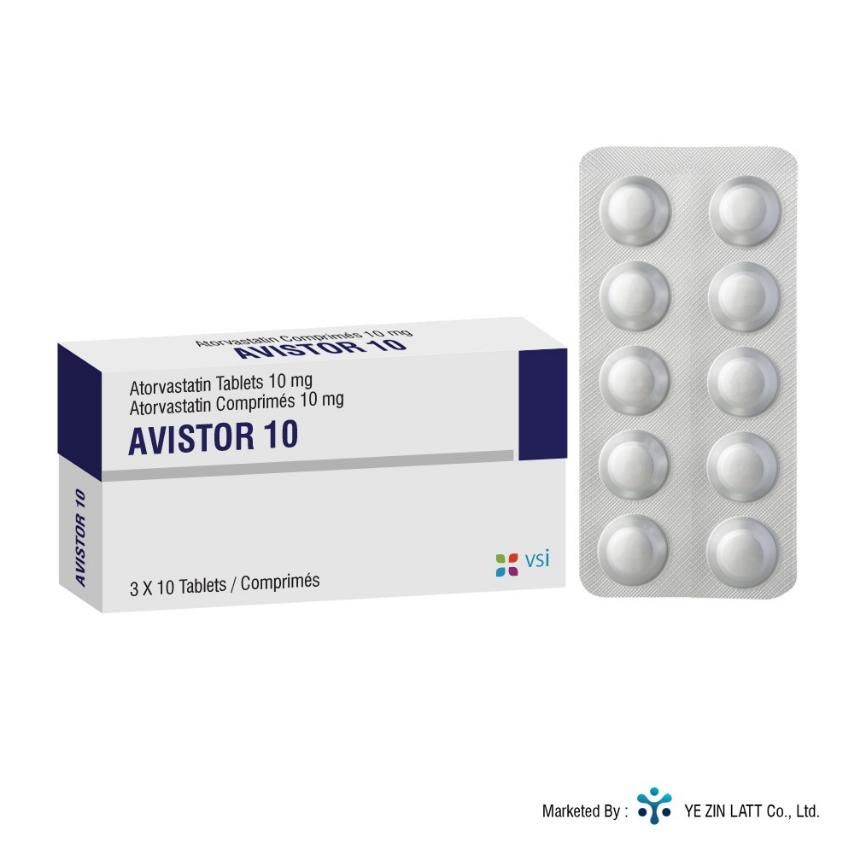 Atorvastatin Comprimés 10 mg
AVISTOR 10
Atorvastatin Tablets 10 mg
Atorvastatin Comprimés 10 mg
AVISTOR 10
AVISTOR 10
3 X 10 Tablets / Comprimés
vsi
Marketed By : YE ZIN LATT Co., Ltd.